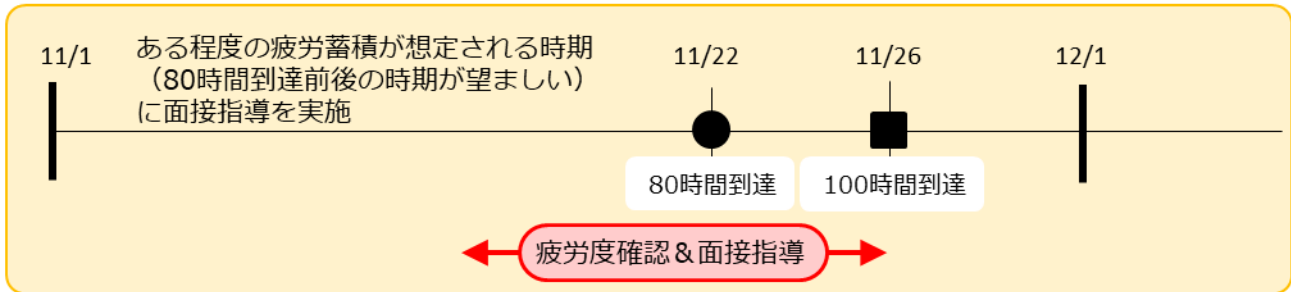 11/1
ある程度の疲労蓄積が想定される時期
（80時間到達前後の時期が望ましい）
に面接指導を実施
11/22
11/26
12/1
80時間到達
100時間到達
疲労度確認＆面接指導